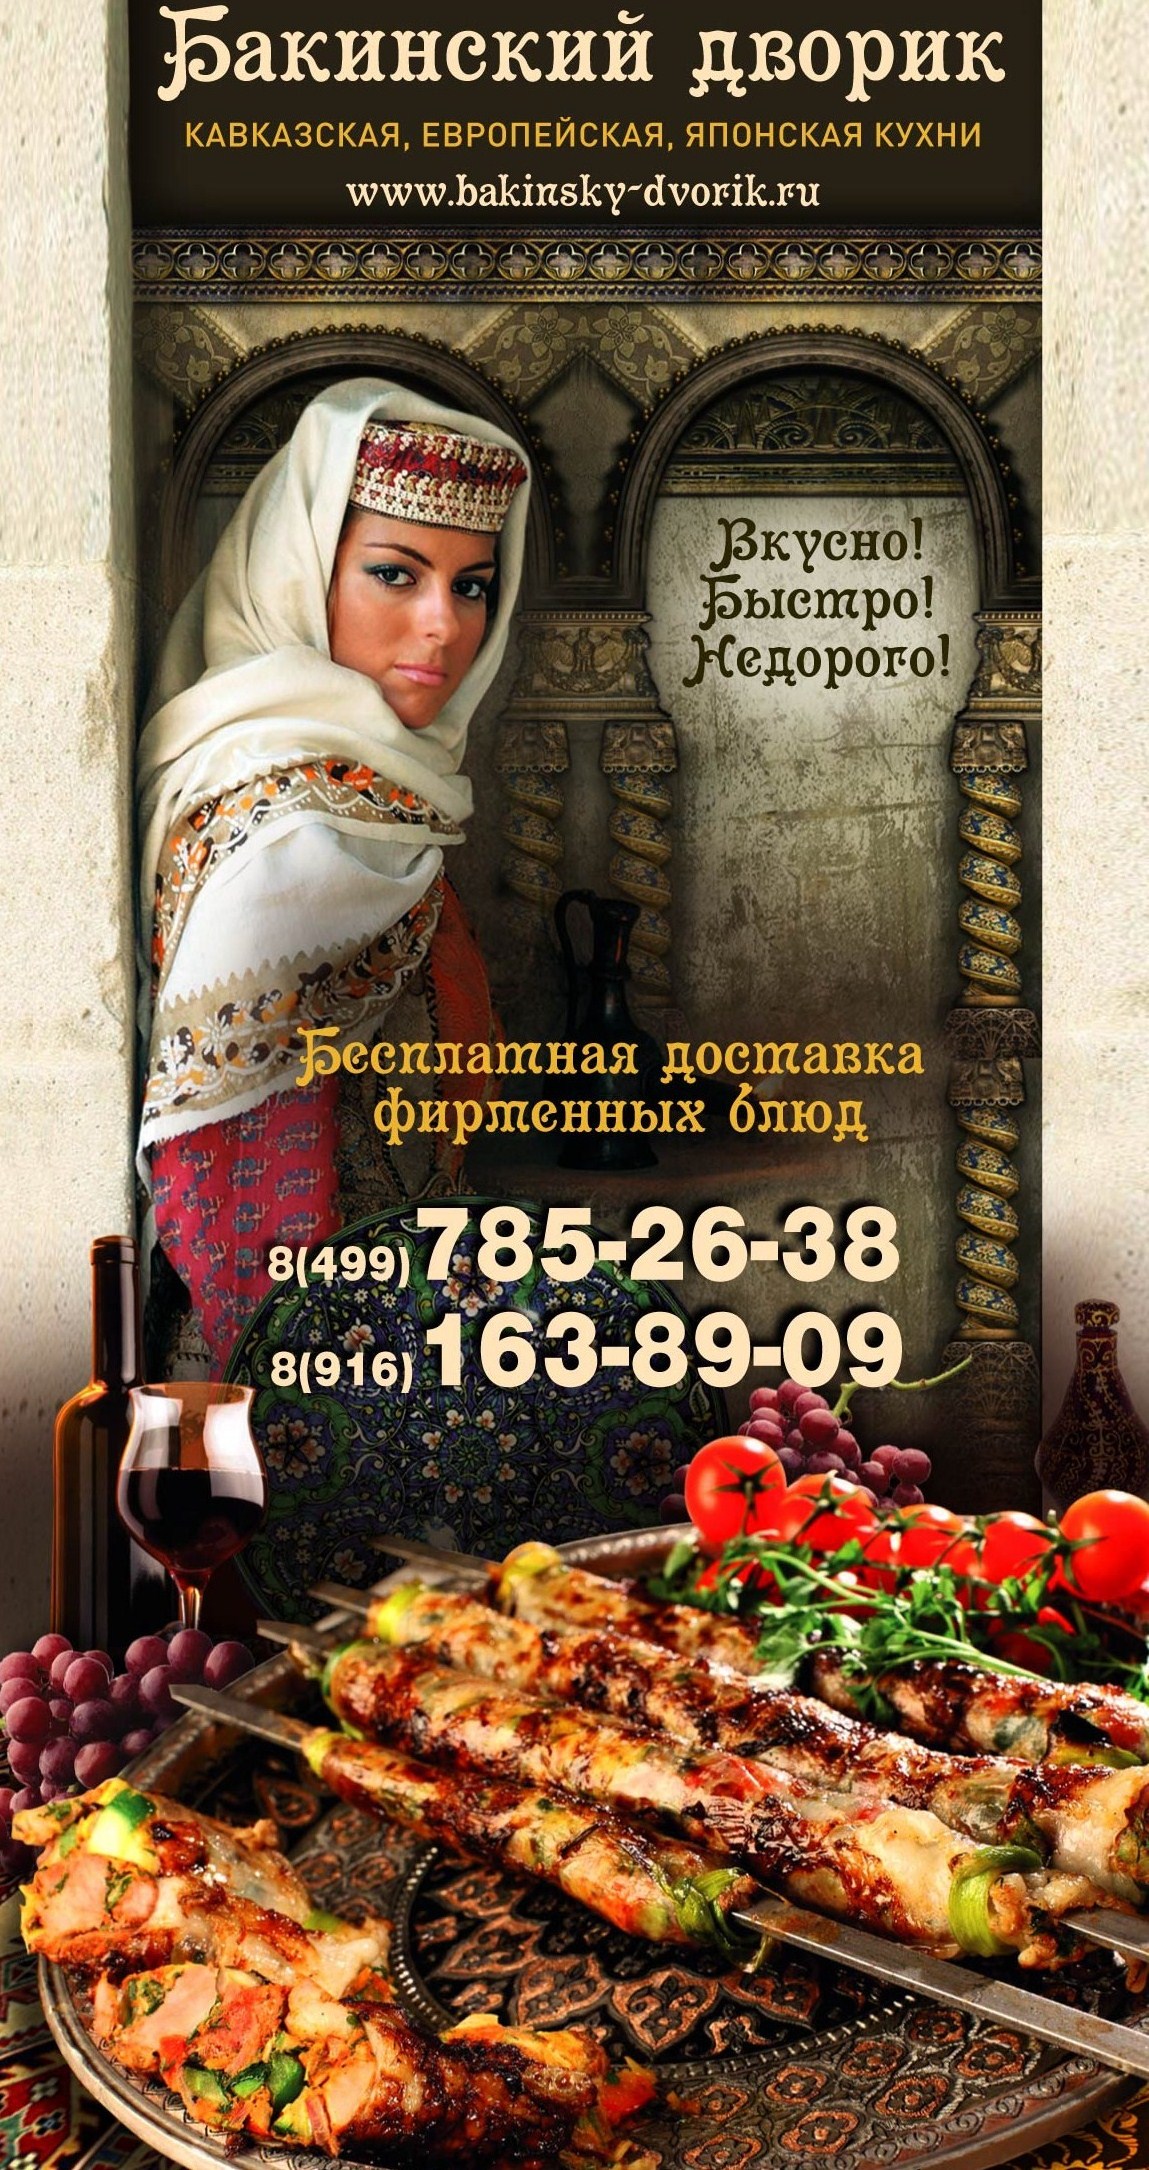 Бакинский дворик
КАВКАЗСКАЯ, ЕВРОПЕЙСКАЯ, ЯПОНСКАЯ КУХНИ
www.bakinsky-dvorik.ru
Вкусно!
Быстро!
Недорого!
Бесплатная доставка
фирменных блюд
8(499)785-26-38
8(916)163-89-09